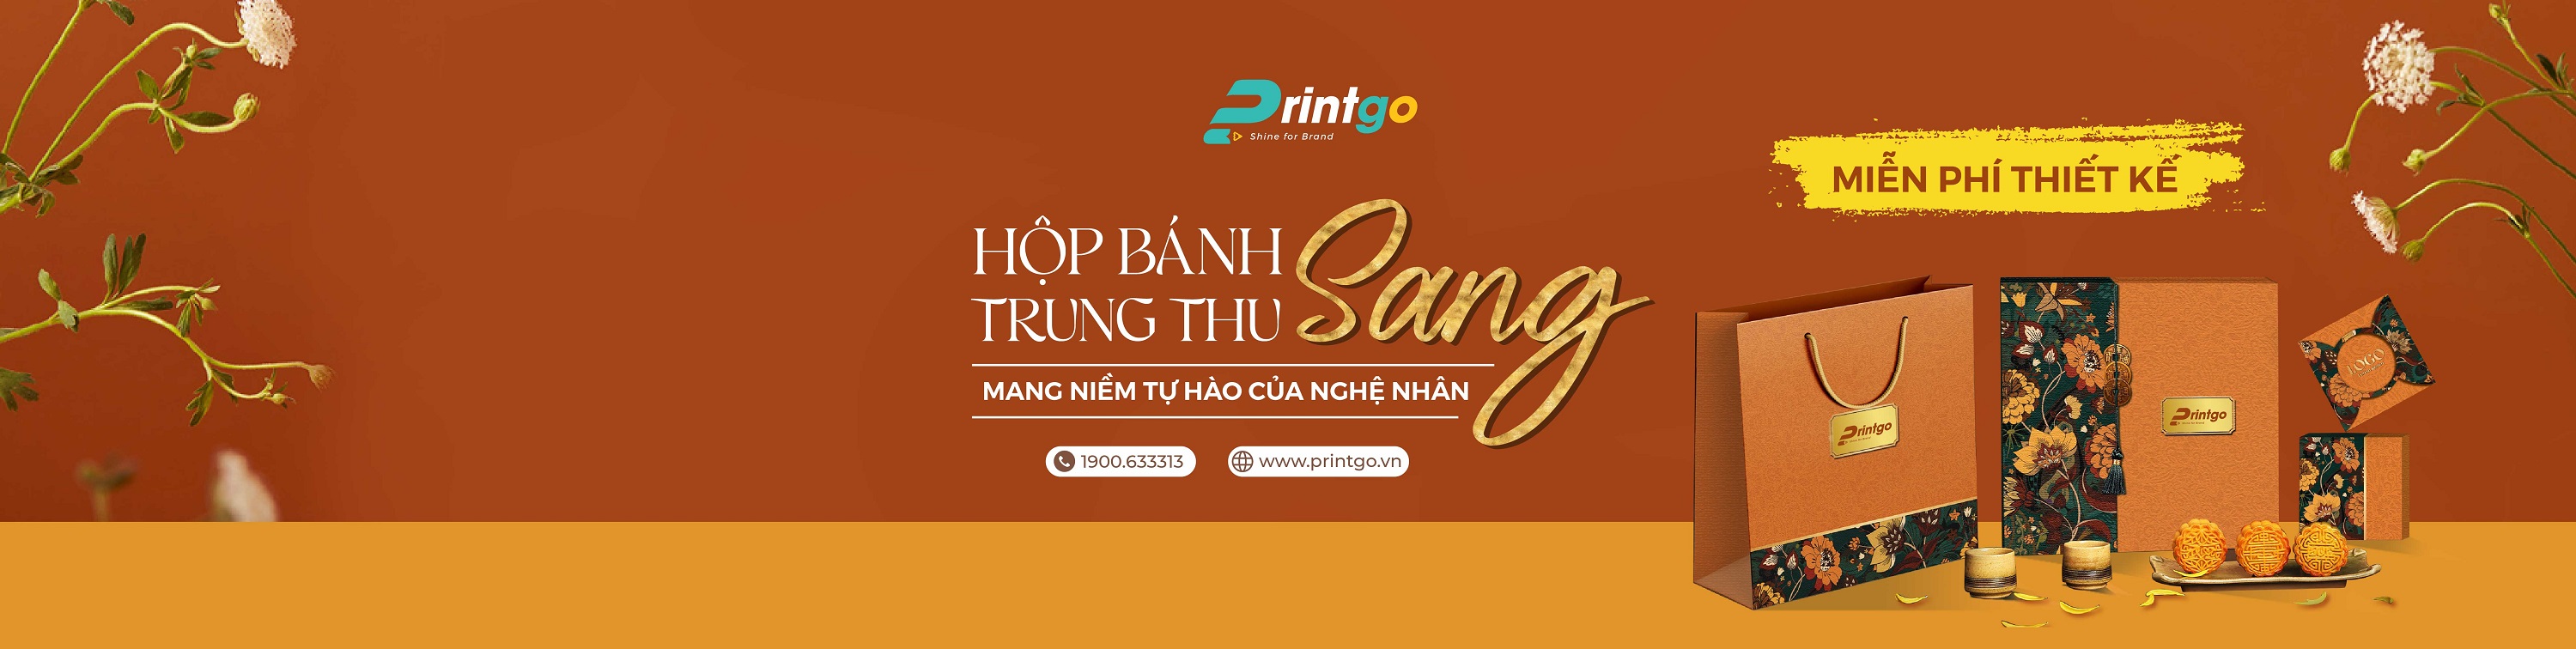 Printgo
Shine for Brand
MIỄN PHÍ THIẾT KẾ
HỘP BÁNH
TRUNG THU
Sang
MANG NIỀM TỰ HÀO CỦA NGHỆ NHÂN
1900.633313
www.printgo.vn
Printgo
Printgo
LOGO